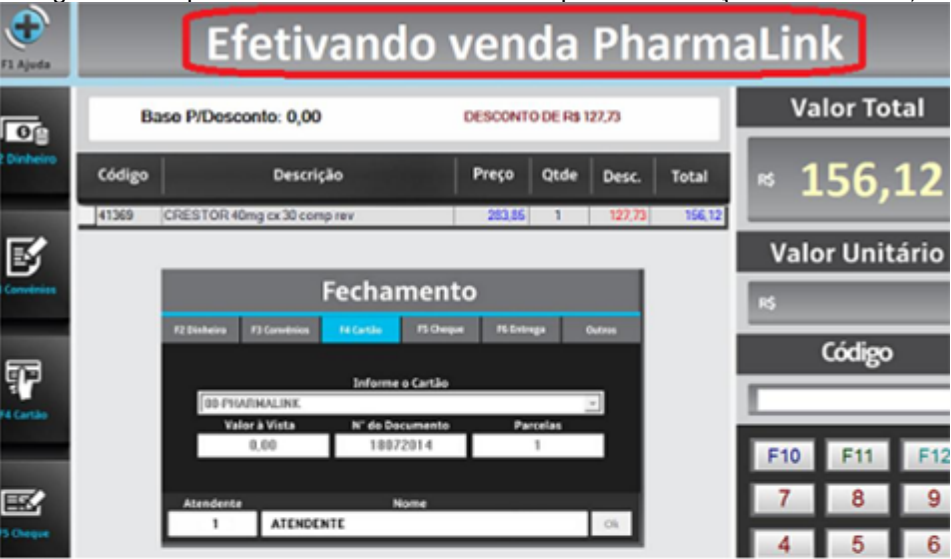 Efetivando venda PharmaLink
F1 Ajuda
Base P/Desconto: 0,00 DESCONTO DE R$ 127,73
Valor Total
R$ 156,12
2 Dinheiro
Código Descrição Preço Qtde Desc. Total
41369 CRESTOR 40mg cx 30 comp rev 283,85 1 127,73 156,12
Valor Unitário
R$
Convênios
Fechamento
F2 Dinheiro F3 Convênios F4 Cartão F5 Cheque F6 Entrega Outros
Código
Informe o Cartão
00-PHARMALINK
Valor à Vista Nº do Documento Parcelas
0,00 18072014 1
F4 Cartão
F10 F11 F12
7 8 9
4 5 6
Atendente Nome
1 ATENDENTE Ok
F5 Cheque